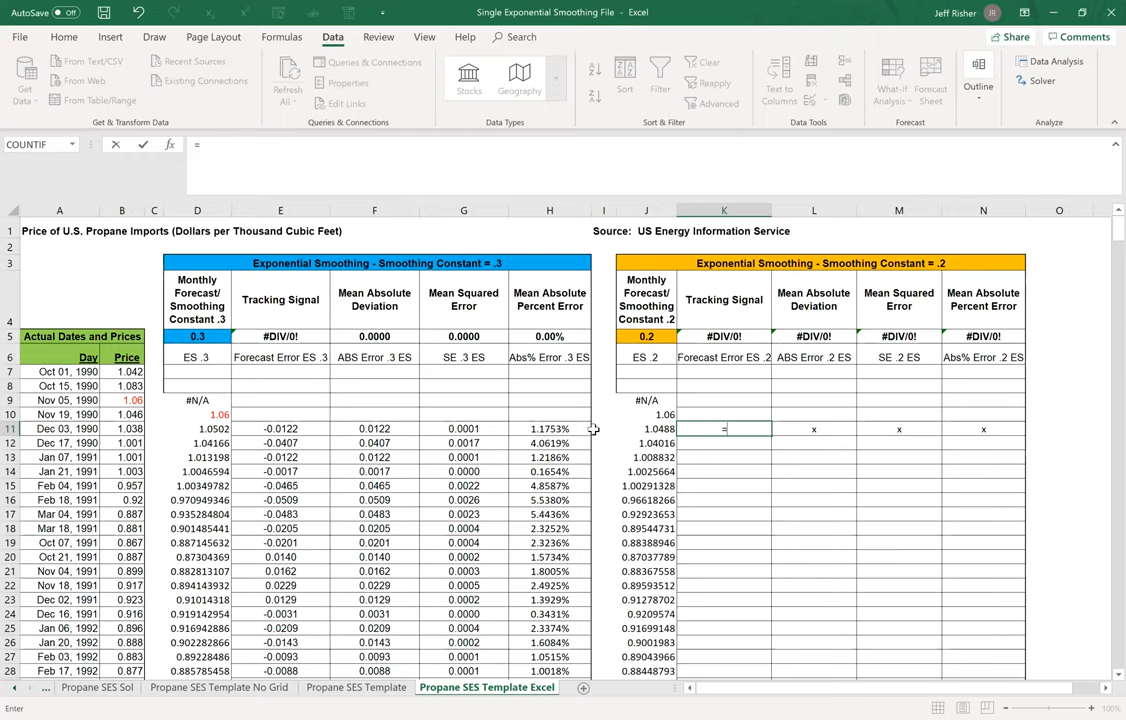 AutoSave Off Single Exponential Smoothing File - Excel Jeff Risher JR
File Home Insert Draw Page Layout Formulas Data Review View Help Search Share Comments
Get Data From Text/CSV Recent Sources Refresh All Queries & Connections Stocks Geography Sort Filter Clear Text to Columns What-If Analysis Forecast Sheet Outline Data Analysis
From Web Existing Connections Properties Reapply Solver
From Table/Range Edit Links Advanced
Get & Transform Data Queries & Connections Data Types Sort & Filter Data Tools Forecast Analyze
COUNTIF fx =
A B C D E F G H I J K L M N O
1 Price of U.S. Propane Imports (Dollars per Thousand Cubic Feet) Source: US Energy Information Service
2
3 Exponential Smoothing - Smoothing Constant = .3 Exponential Smoothing - Smoothing Constant = .2
4 Monthly Forecast/ Smoothing Constant .3 Tracking Signal Mean Absolute Deviation Mean Squared Error Mean Absolute Percent Error Monthly Forecast/ Smoothing Constant .2 Tracking Signal Mean Absolute Deviation Mean Squared Error Mean Absolute Percent Error
5 Actual Dates and Prices 0.3 #DIV/0! 0.0000 0.0000 0.00% 0.2 #DIV/0! #DIV/0! #DIV/0! #DIV/0!
6 Day Price ES .3 Forecast Error ES .3 ABS Error .3 ES SE .3 ES Abs% Error .3 ES ES .2 Forecast Error ES .2 ABS Error .2 ES SE .2 ES Abs% Error .2 ES
7 Oct 01, 1990 1.042
8 Oct 15, 1990 1.083
9 Nov 05, 1990 1.06 #N/A #N/A
10 Nov 19, 1990 1.046 1.06 1.06
11 Dec 03, 1990 1.038 1.0502 -0.0122 0.0122 0.0001 1.1753% 1.0488 = x x x
12 Dec 17, 1990 1.001 1.04166 -0.0407 0.0407 0.0017 4.0619% 1.04016
13 Jan 07, 1991 1.001 1.013198 -0.0122 0.0122 0.0001 1.2186% 1.008832
14 Jan 21, 1991 1.003 1.0046594 -0.0017 0.0017 0.0000 0.1654% 1.0025664
15 Feb 04, 1991 0.957 1.00349782 -0.0465 0.0465 0.0022 4.8587% 1.00291328
16 Feb 18, 1991 0.92 0.970949346 -0.0509 0.0509 0.0026 5.5380% 0.96618266
17 Mar 04, 1991 0.887 0.935284804 -0.0483 0.0483 0.0023 5.4436% 0.92923653
18 Mar 18, 1991 0.881 0.901485441 -0.0205 0.0205 0.0004 2.3252% 0.89544731
19 Oct 07, 1991 0.867 0.887145632 -0.0201 0.0201 0.0004 2.3236% 0.88388946
20 Oct 21, 1991 0.887 0.87304369 0.0140 0.0140 0.0002 1.5734% 0.87037789
21 Nov 04, 1991 0.899 0.882813107 0.0162 0.0162 0.0003 1.8005% 0.88367558
22 Nov 18, 1991 0.917 0.894143932 0.0229 0.0229 0.0005 2.4925% 0.89593512
23 Dec 02, 1991 0.923 0.91014318 0.0129 0.0129 0.0002 1.3929% 0.91278702
24 Dec 16, 1991 0.916 0.919142954 -0.0031 0.0031 0.0000 0.3431% 0.9209574
25 Jan 06, 1992 0.896 0.916942886 -0.0209 0.0209 0.0004 2.3374% 0.91699148
26 Jan 20, 1992 0.888 0.902282866 -0.0143 0.0143 0.0002 1.6084% 0.9001983
27 Feb 03, 1992 0.883 0.89228486 -0.0093 0.0093 0.0001 1.0515% 0.89043966
28 Feb 17, 1992 0.877 0.885785458 -0.0088 0.0088 0.0001 1.0018% 0.88448793
... Propane SES Sol Propane SES Template No Grid Propane SES Template Propane SES Template Excel
Enter 100%